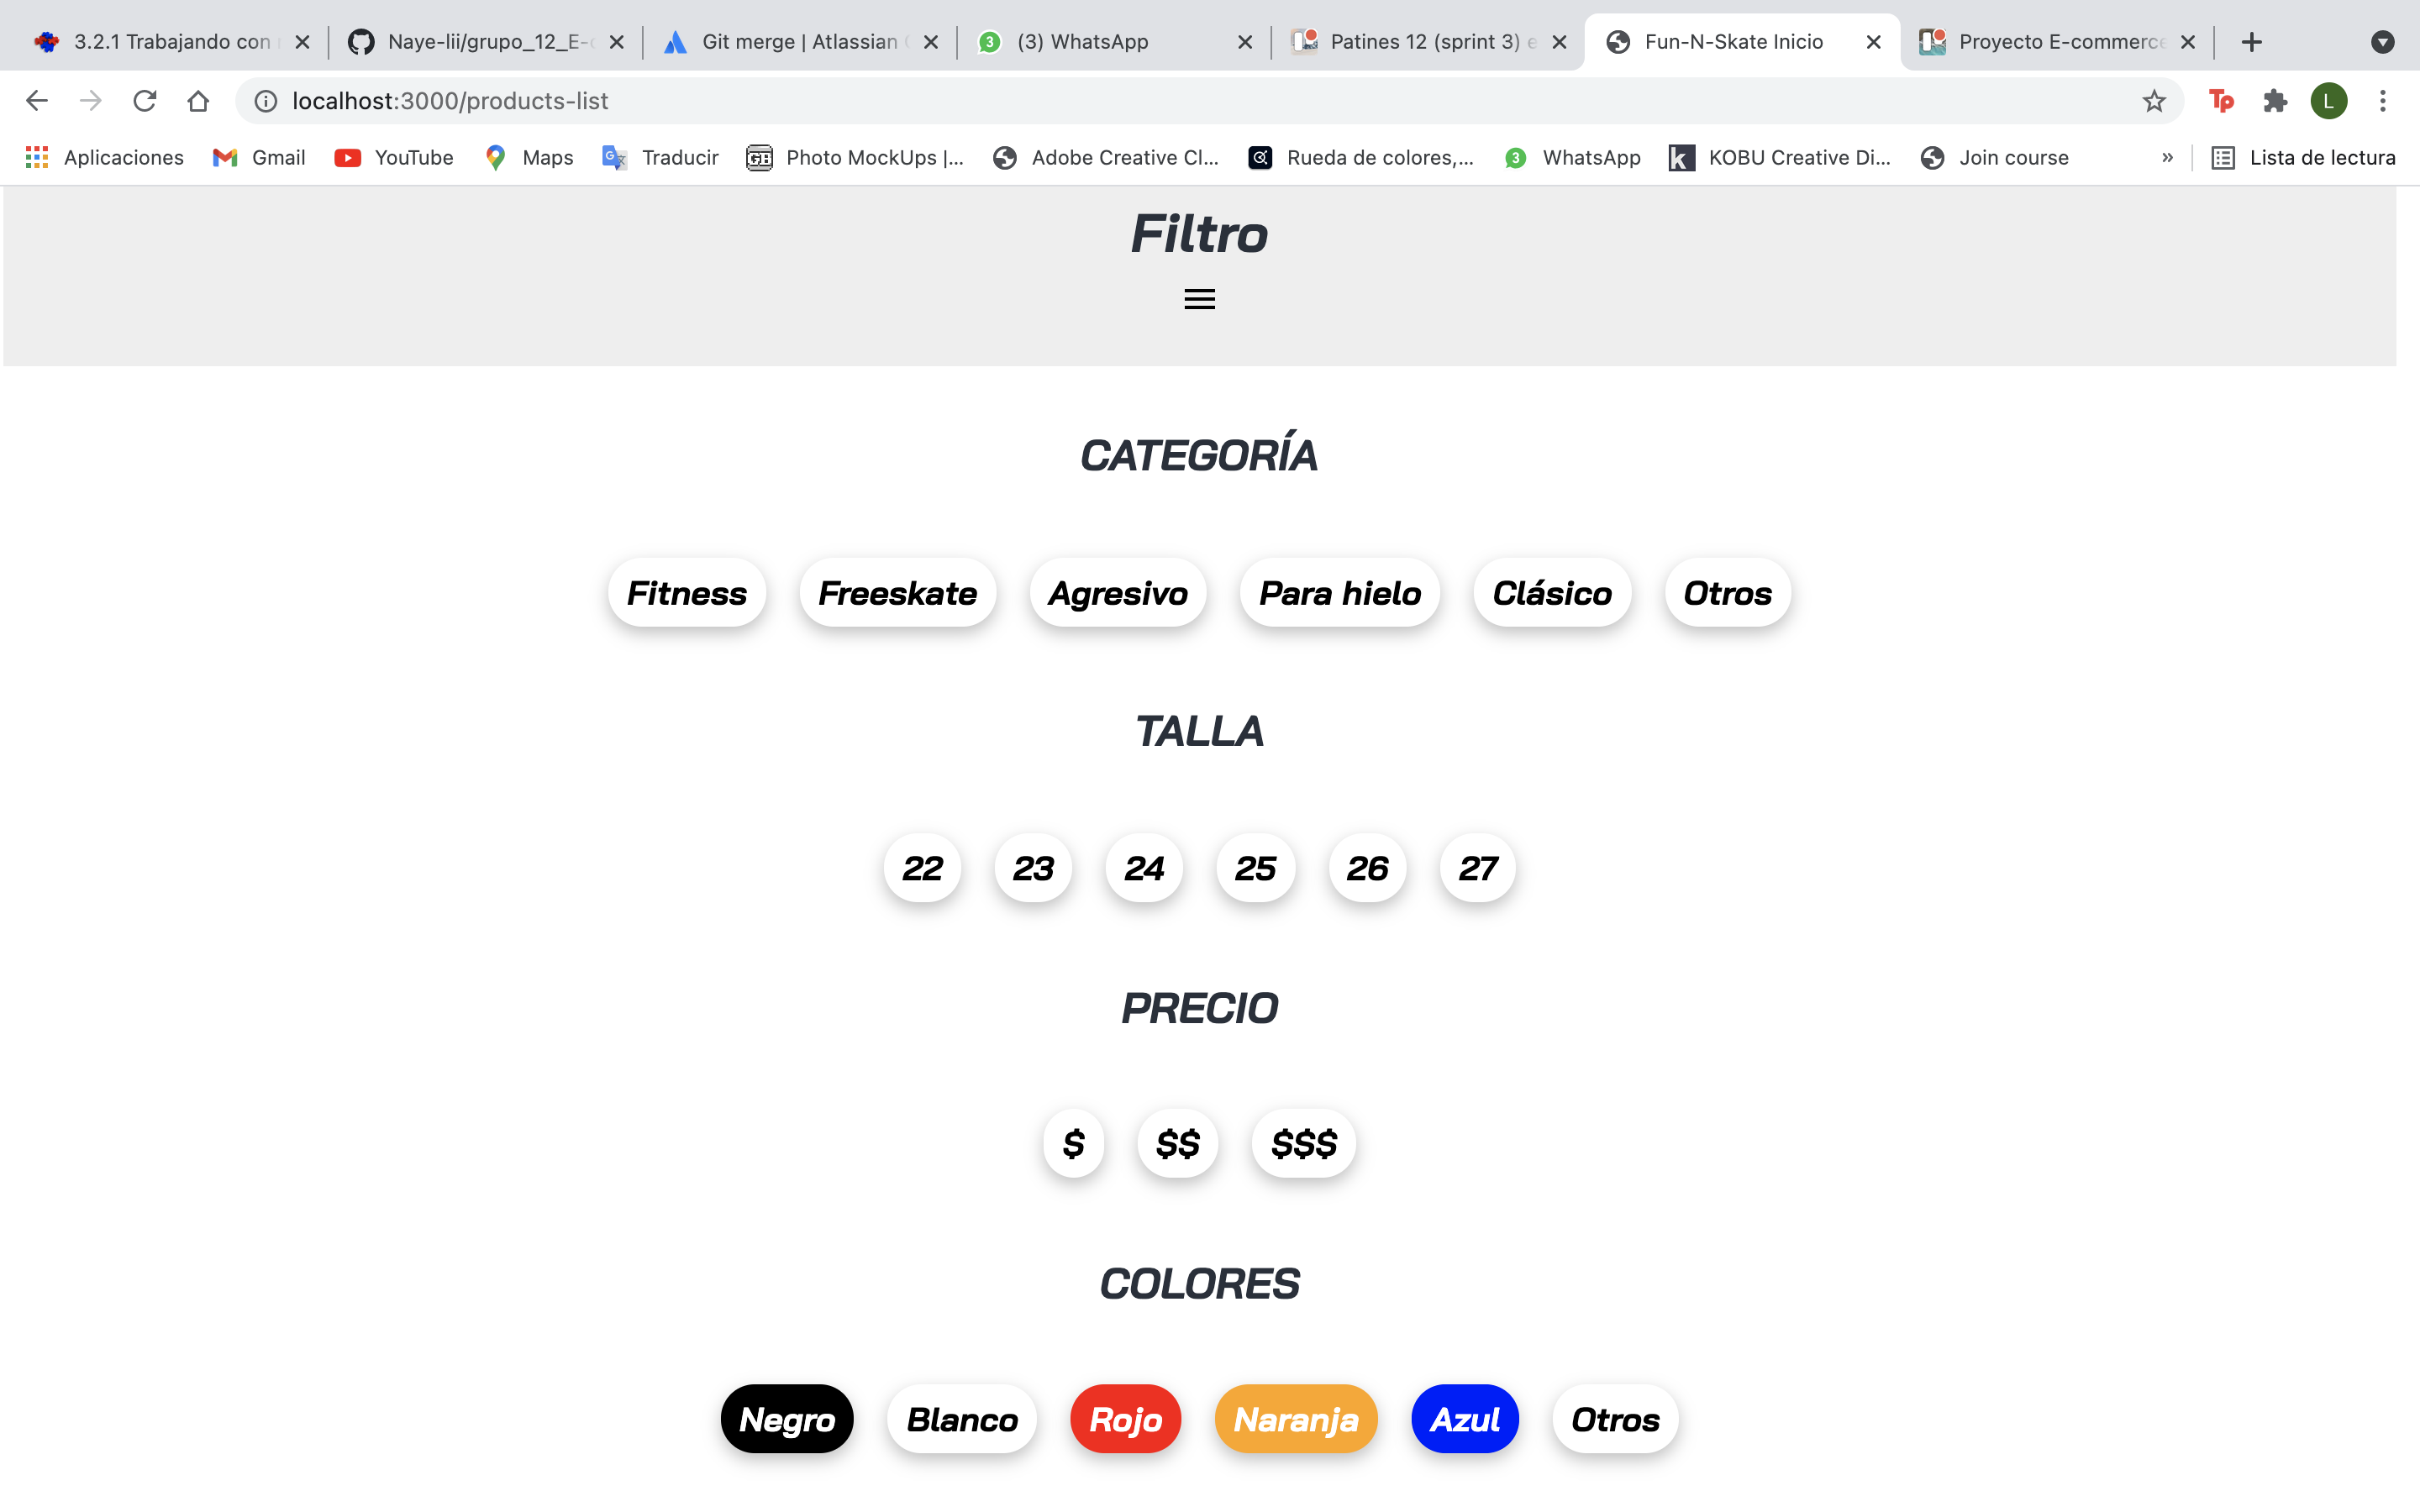 3.2.1 Trabajando con
Naye-lii/grupo_12_E-c
Git merge | Atlassian
(3) WhatsApp
Patines 12 (sprint 3) e
Fun-N-Skate Inicio
Proyecto E-commerce
localhost:3000/products-list
Tp
L
Aplicaciones
Gmail
YouTube
Maps
Traducir
GB Photo MockUps |...
Adobe Creative Cl...
Rueda de colores,...
3 WhatsApp
k KOBU Creative Di...
Join course
»
Lista de lectura
Filtro
CATEGORÍA
Fitness Freeskate Agresivo Para hielo Clásico Otros
TALLA
22 23 24 25 26 27
PRECIO
$ $$ $$$
COLORES
Negro Blanco Rojo Naranja Azul Otros